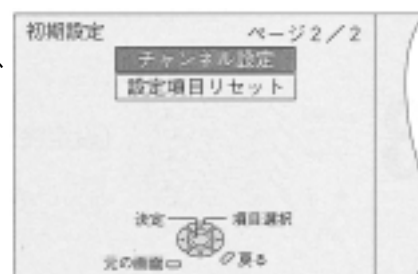 初期設定 ページ2/2
チャンネル設定
設定項目リセット
決定 項目選択
元の画面 戻る